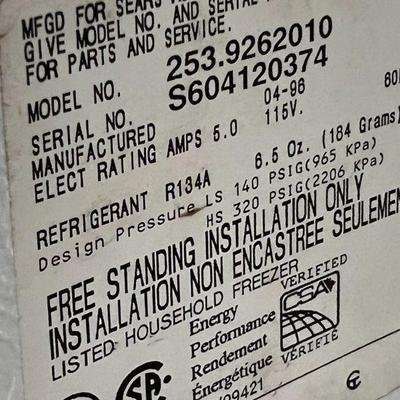 MFGD FOR SEARS
GIVE MODEL NO. AND SERIAL
FOR PARTS AND SERVICE.
MODEL NO. 253.9262010
SERIAL NO. S604120374
MANUFACTURED 04-96
ELECT RATING AMPS 5.0 115V. 60
REFRIGERANT R134A 6.5 Oz. (184 Grams)
Design Pressure LS 140 PSIG(965 KPa)
HS 320 PSIG(2206 KPa)
FREE STANDING INSTALLATION ONLY
INSTALLATION NON ENCASTREE SEULEMEN
LISTED HOUSEHOLD FREEZER
Energy
Performance
Rendement
Énergétique
VERIFIED
CSA
VÉRIFIÉ
09421